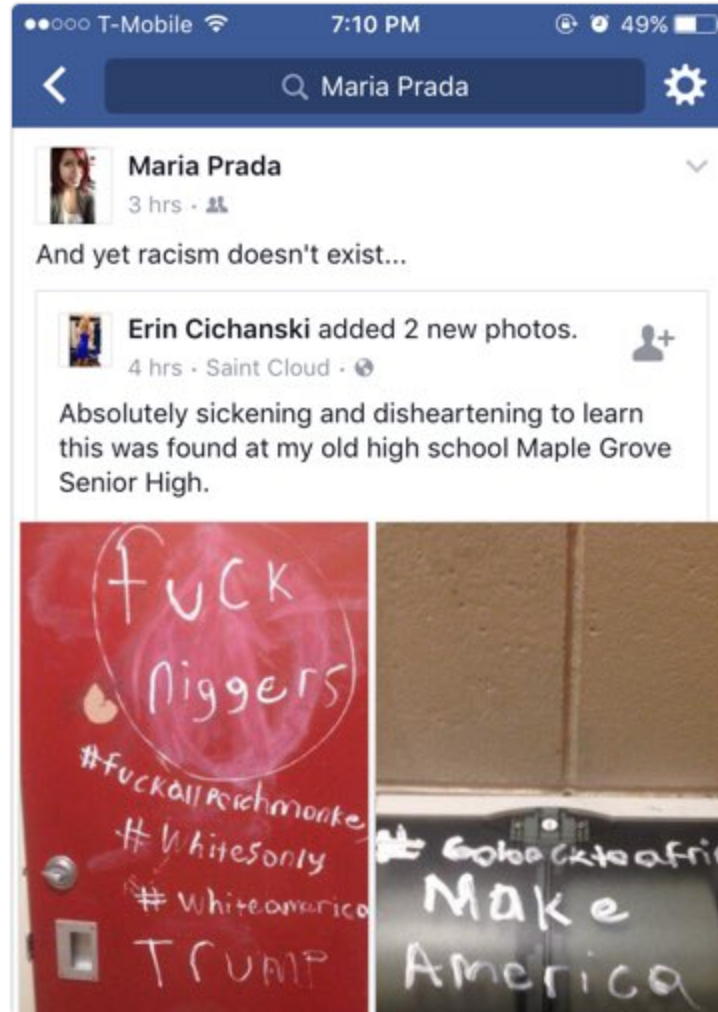 T-Mobile 7:10 PM 49%
Maria Prada
Maria Prada
3 hrs ·
And yet racism doesn't exist...
Erin Cichanski added 2 new photos.
4 hrs · Saint Cloud ·
Absolutely sickening and disheartening to learn
this was found at my old high school Maple Grove
Senior High.
fuck
niggers
#fuckallporchmonke
#Whitesonly
#whiteamerica
TRUMP
#Gobacktoafri
Make
America